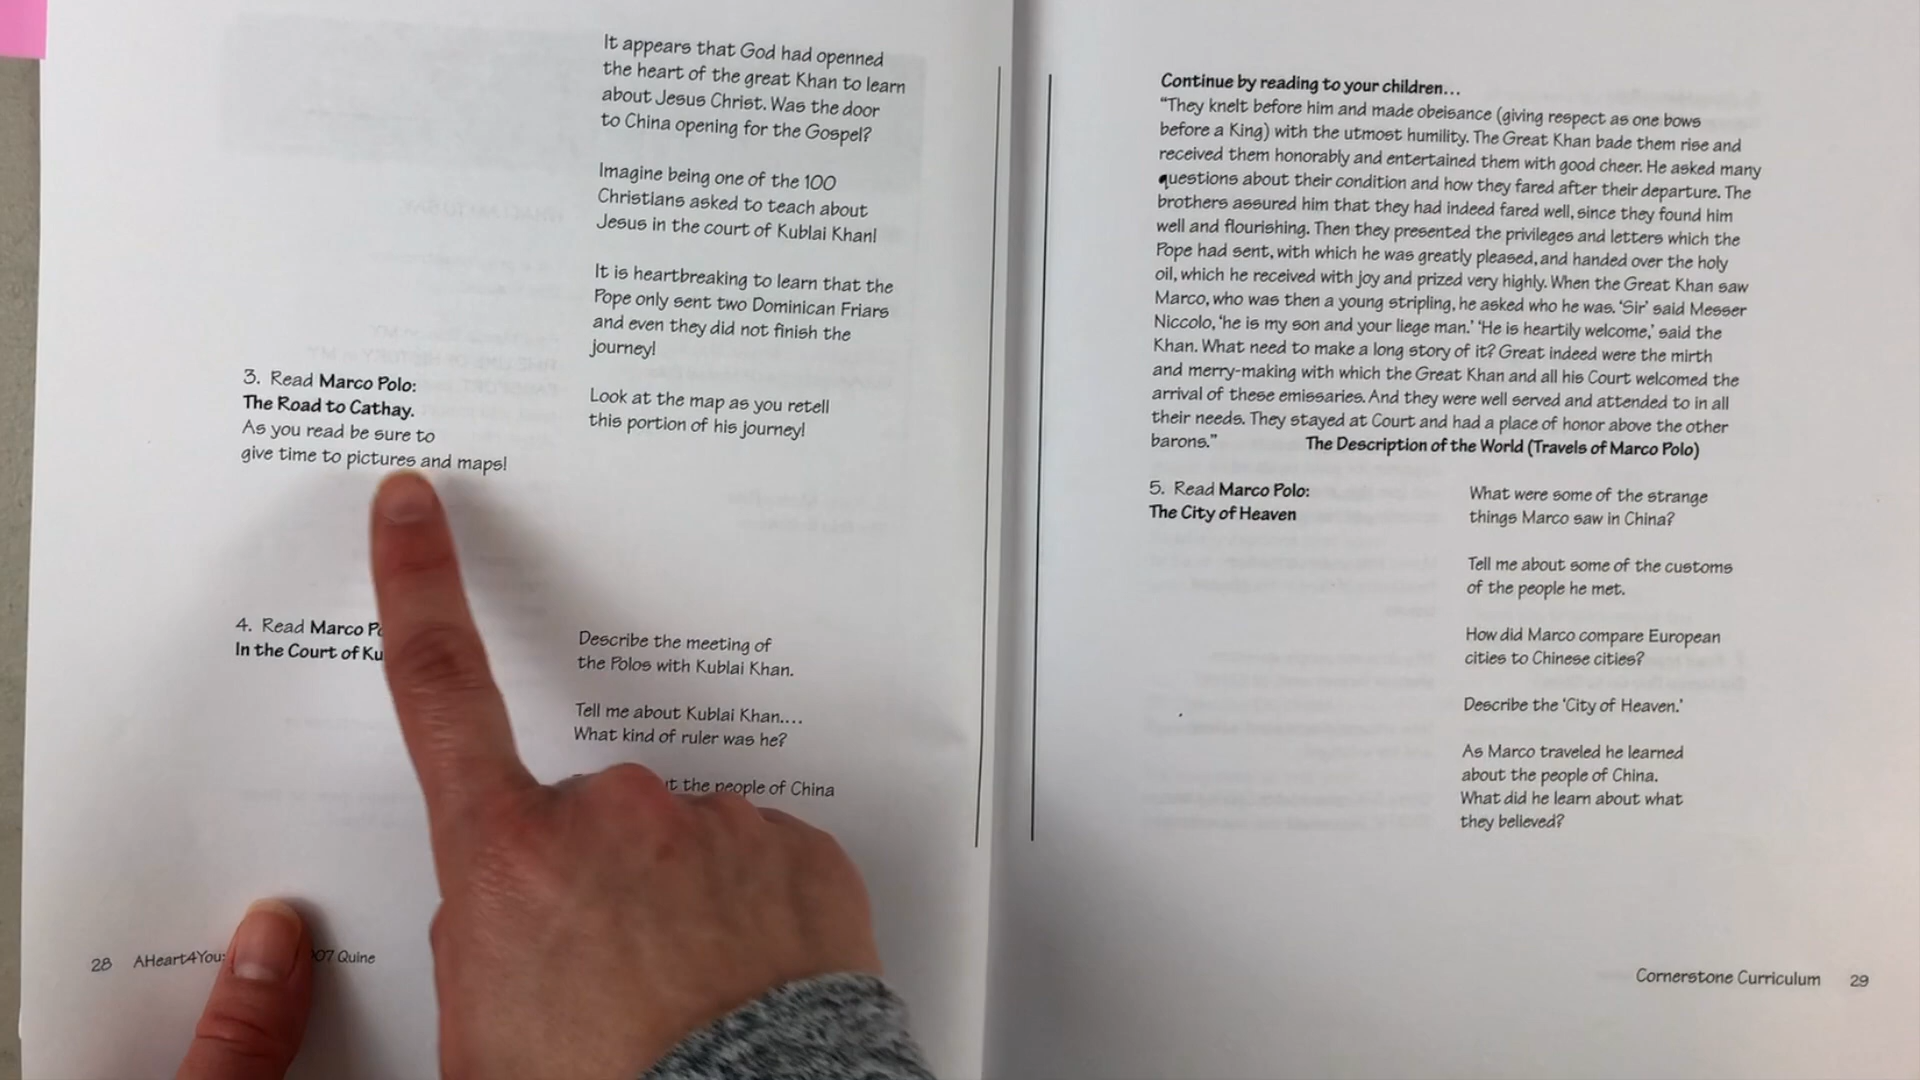 It appears that God had openned
the heart of the great Khan to learn
about Jesus Christ. Was the door
to China opening for the Gospel?
Imagine being one of the 100
Christians asked to teach about
Jesus in the court of Kublai Khan!
It is heartbreaking to learn that the
Pope only sent two Dominican Friars
and even they did not finish the
journey!
3. Read Marco Polo:
The Road to Cathay.
As you read be sure to
give time to pictures and maps!
Look at the map as you retell
this portion of his journey!
4. Read Marco
In the Court of
Describe the meeting of
the Polos with Kublai Khan.
Tell me about Kublai Khan....
What kind of ruler was he?
the people of China
28 AHeart4You: Quine
Continue by reading to your children...
“They knelt before him and made obeisance (giving respect as one bows
before a King) with the utmost humility. The Great Khan bade them rise and
received them honorably and entertained them with good cheer. He asked many
questions about their condition and how they fared after their departure. The
brothers assured him that they had indeed fared well, since they found him
well and flourishing. Then they presented the privileges and letters which the
Pope had sent, with which he was greatly pleased, and handed over the holy
oil, which he received with joy and prized very highly. When the Great Khan saw
Marco, who was then a young stripling, he asked who he was. ‘Sir’ said Messer
Niccolo, ‘he is my son and your liege man.’ ‘He is heartily welcome,’ said the
Khan. What need to make a long story of it? Great indeed were the mirth
and merry-making with which the Great Khan and all his Court welcomed the
arrival of these emissaries. And they were well served and attended to in all
their needs. They stayed at Court and had a place of honor above the other
barons.” The Description of the World (Travels of Marco Polo)
5. Read Marco Polo:
The City of Heaven
What were some of the strange
things Marco saw in China?
Tell me about some of the customs
of the people he met.
How did Marco compare European
cities to Chinese cities?
Describe the ‘City of Heaven.’
As Marco traveled he learned
about the people of China.
What did he learn about what
they believed?
Cornerstone Curriculum 29